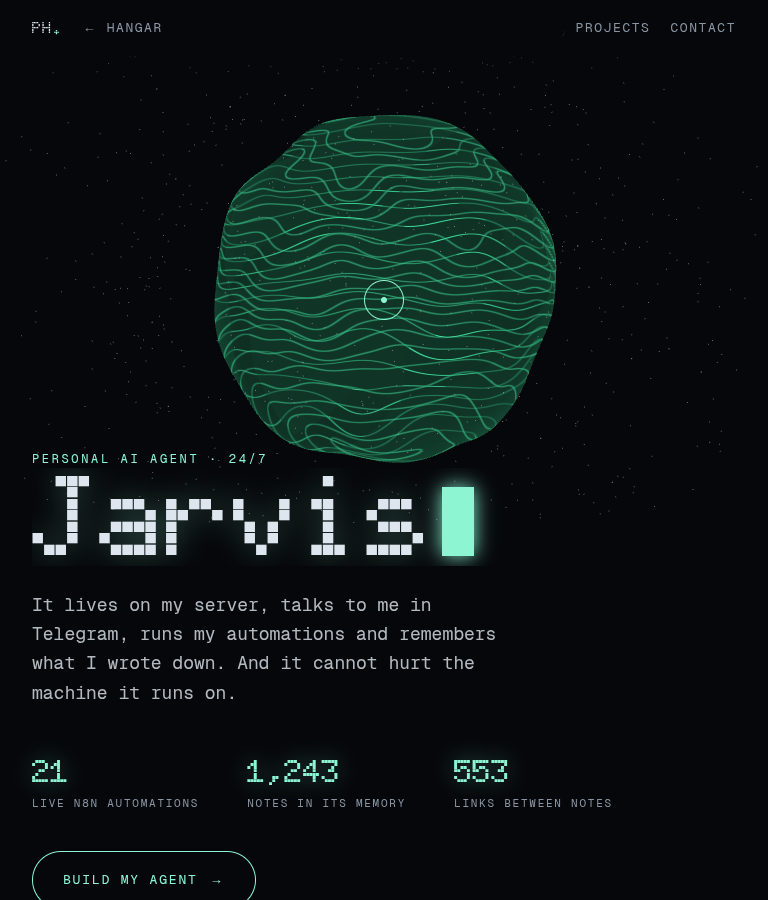 PH+ ← HANGAR PROJECTS CONTACT
PERSONAL AI AGENT · 24/7
Jarvis
It lives on my server, talks to me in
Telegram, runs my automations and remembers
what I wrote down. And it cannot hurt the
machine it runs on.
21 1,243 553
LIVE N8N AUTOMATIONS NOTES IN ITS MEMORY LINKS BETWEEN NOTES
BUILD MY AGENT →